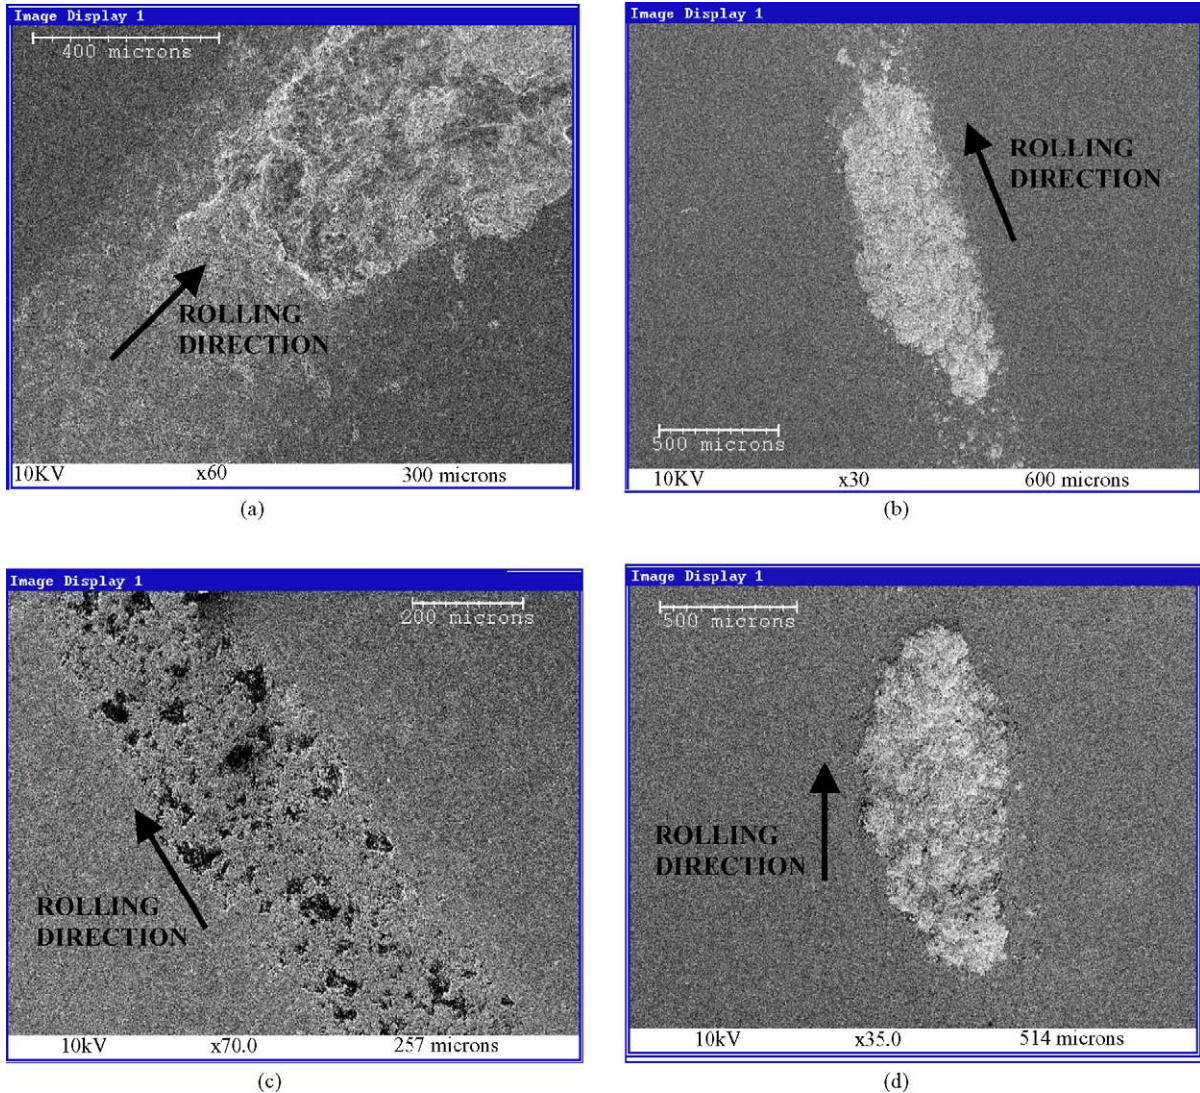 Image Display 1
400 microns
ROLLING
DIRECTION
10KV x60 300 microns
(a)
Image Display 1
ROLLING
DIRECTION
500 microns
10KV x30 600 microns
(b)
Image Display 1
200 microns
ROLLING
DIRECTION
10kV x70.0 257 microns
(c)
Image Display 1
500 microns
ROLLING
DIRECTION
10kV x35.0 514 microns
(d)